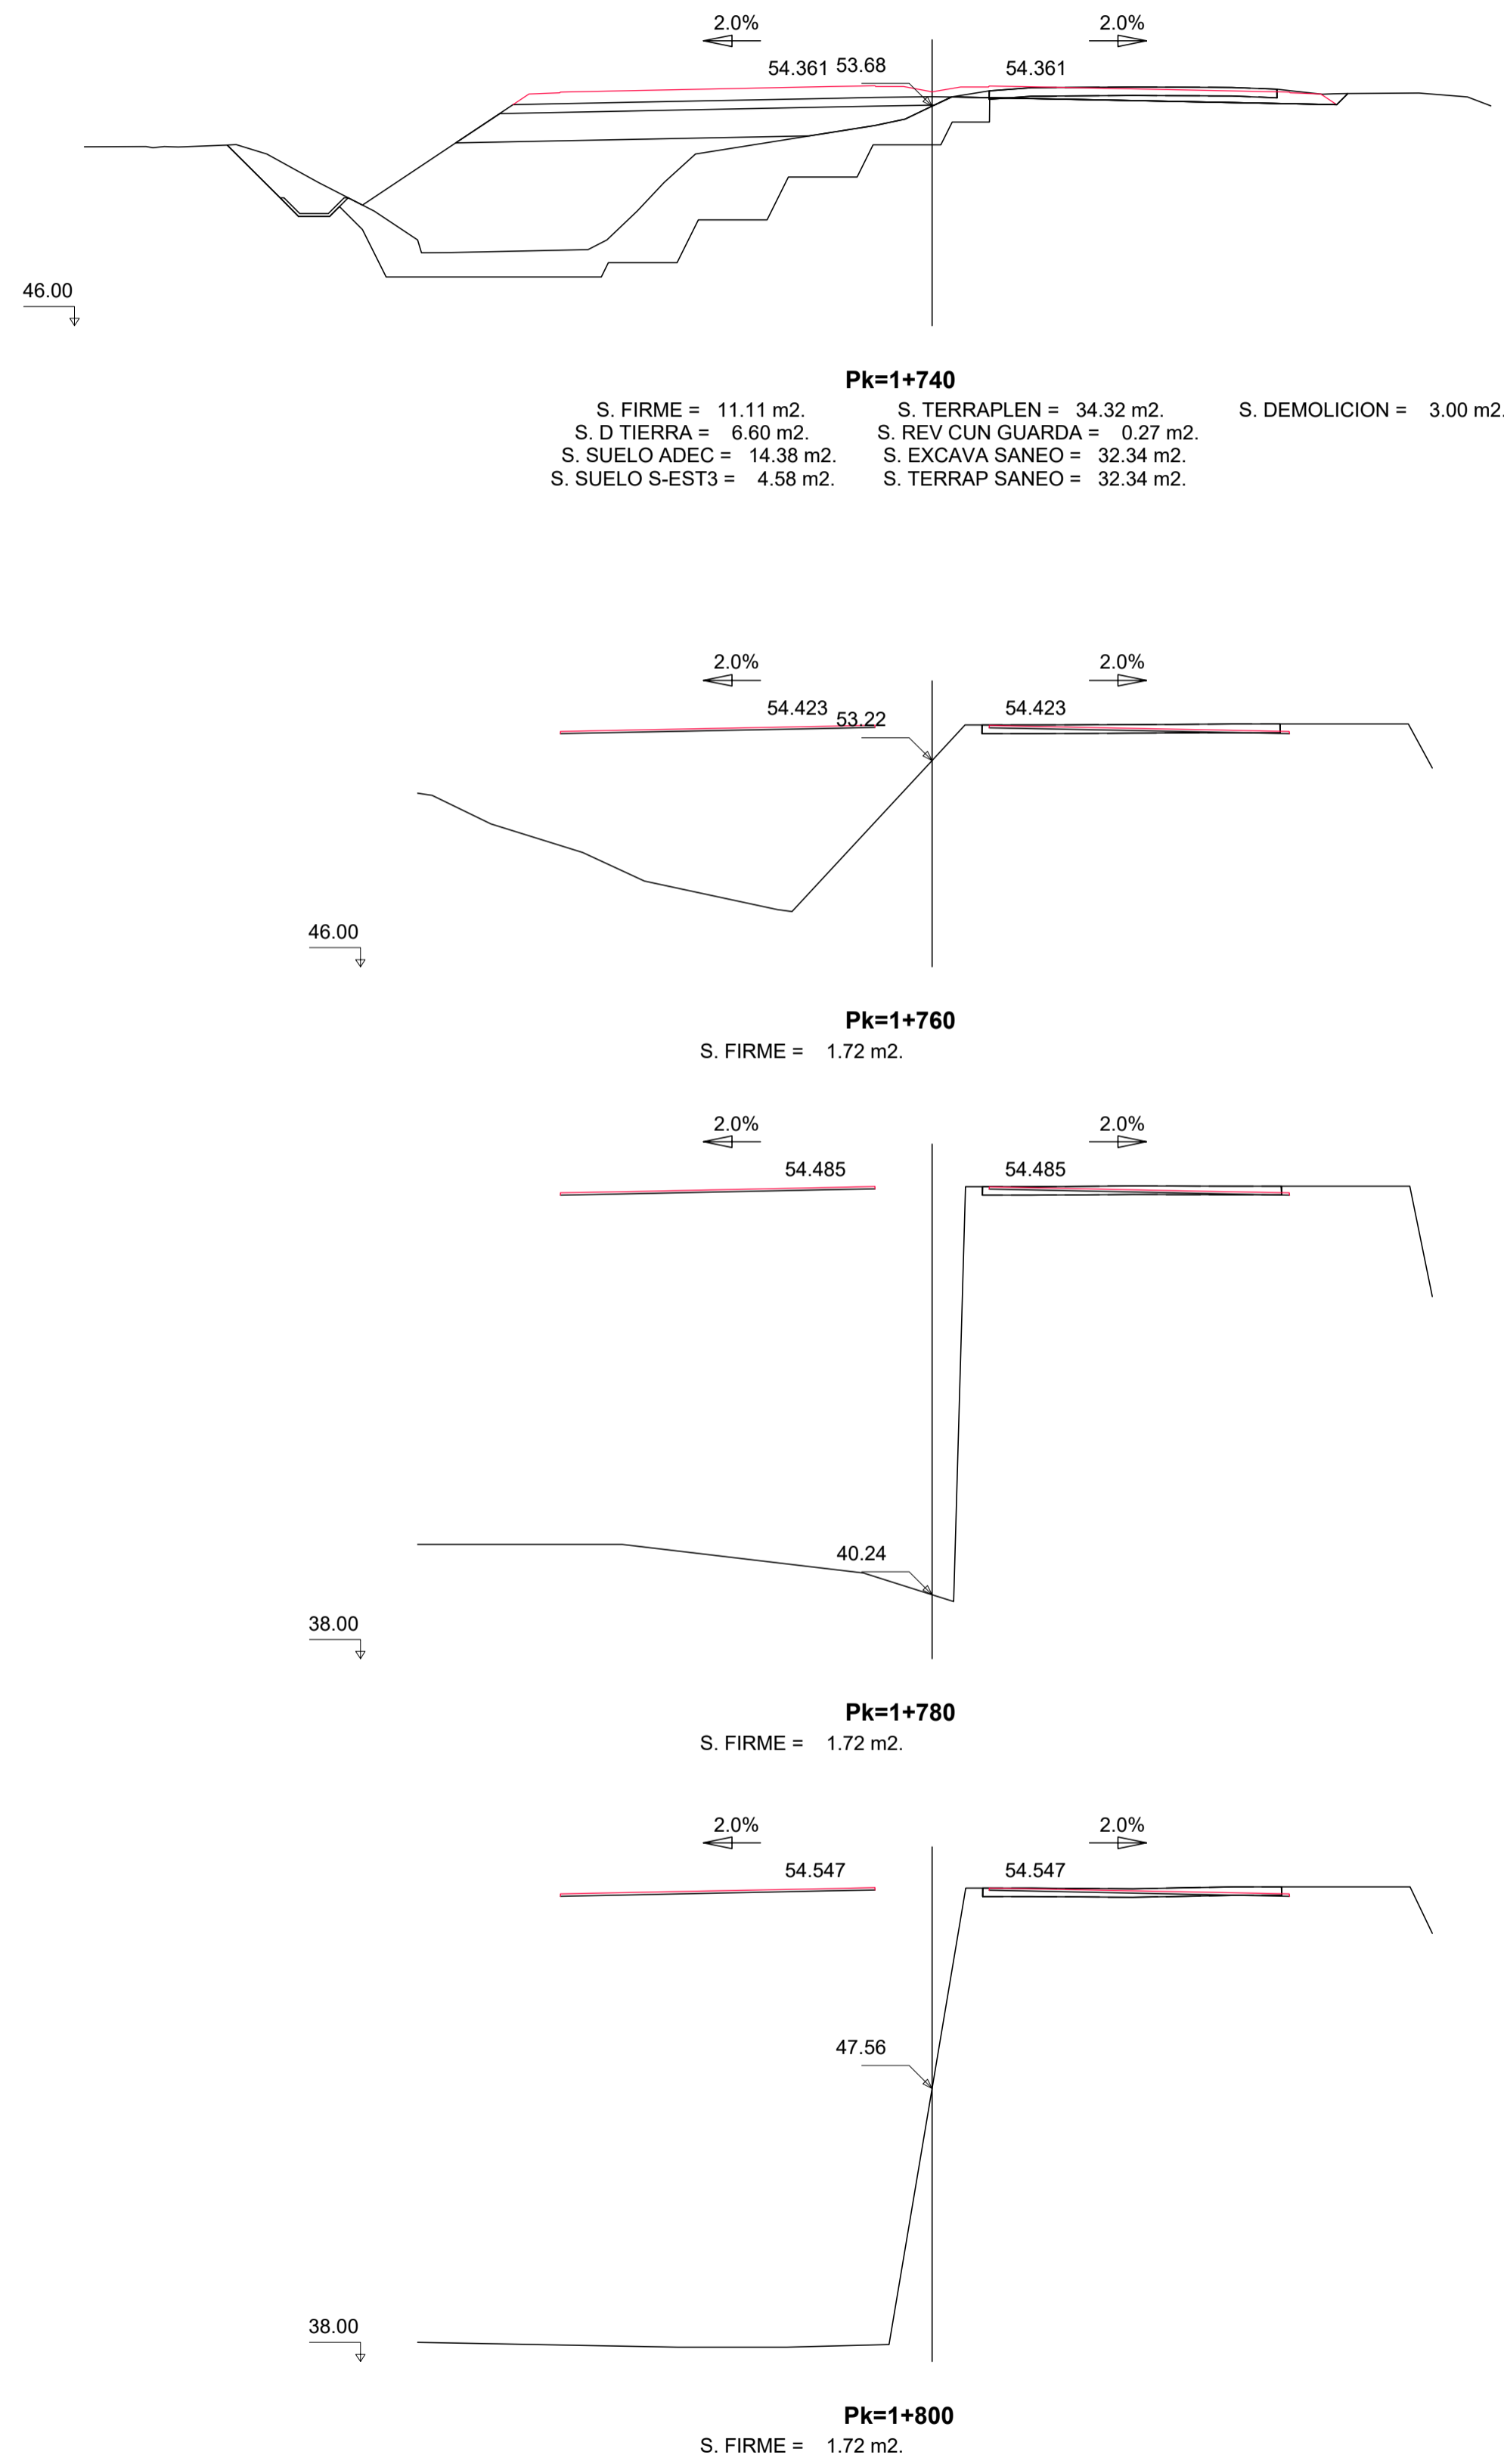 2.0% 2.0%
54.361 53.68 54.361
46.00
Pk=1+740
S. FIRME = 11.11 m2. S. TERRAPLEN = 34.32 m2. S. DEMOLICION = 3.00 m2.
S. D TIERRA = 6.60 m2. S. REV CUN GUARDA = 0.27 m2.
S. SUELO ADEC = 14.38 m2. S. EXCAVA SANEO = 32.34 m2.
S. SUELO S-EST3 = 4.58 m2. S. TERRAP SANEO = 32.34 m2.
2.0% 2.0%
54.423 53.22 54.423
46.00
Pk=1+760
S. FIRME = 1.72 m2.
2.0% 2.0%
54.485 54.485
40.24
38.00
Pk=1+780
S. FIRME = 1.72 m2.
2.0% 2.0%
54.547 54.547
47.56
38.00
Pk=1+800
S. FIRME = 1.72 m2.